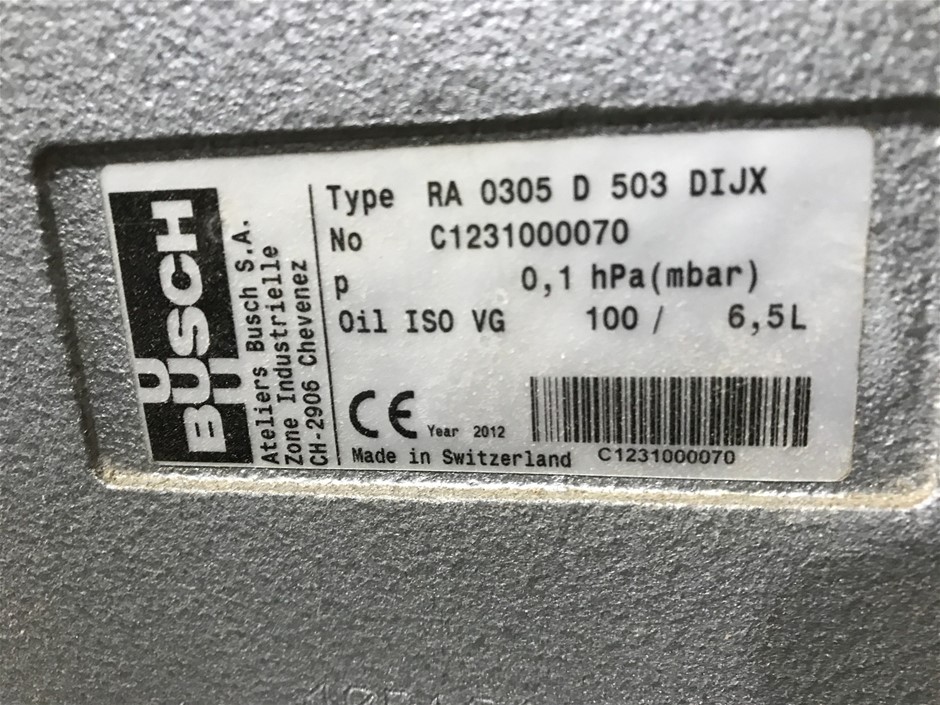 BUSCH
Ateliers Busch S.A.
Zone Industrielle
CH-2906 Chevenez
Type RA 0305 D 503 DIJX
No C1231000070
p 0,1 hPa(mbar)
Oil ISO VG 100 / 6,5L
CE Year 2012
Made in Switzerland C1231000070